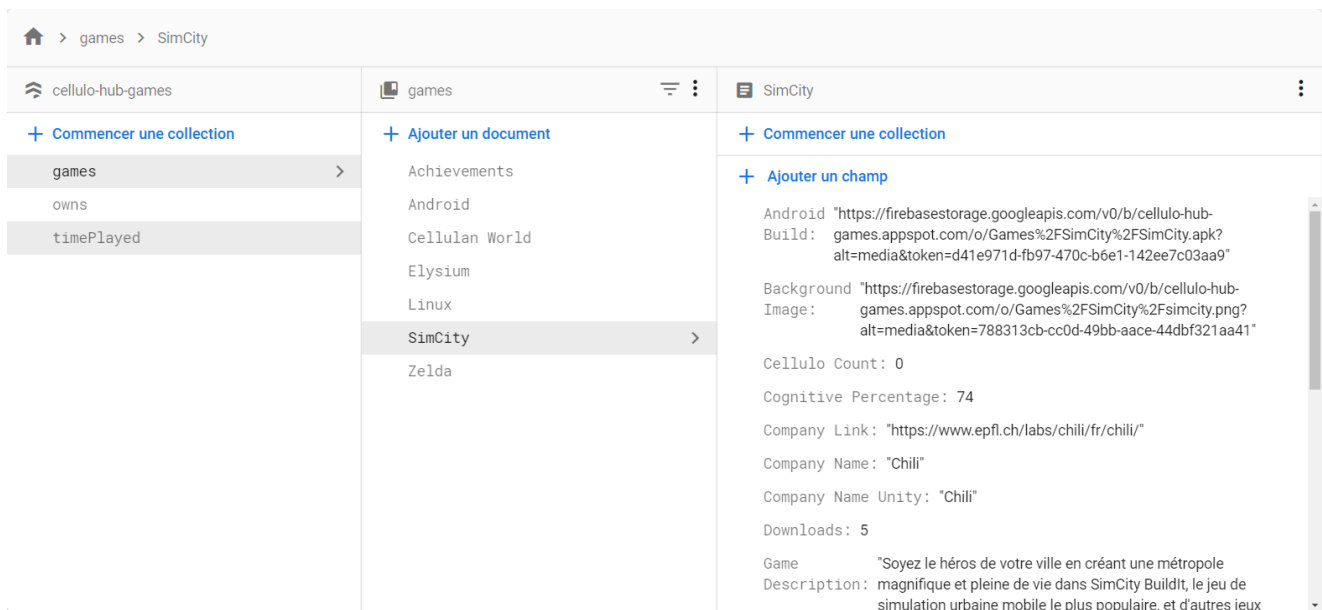 games > SimCity
cellulo-hub-games
Commencer une collection
games
owns
timePlayed
games
Ajouter un document
Achievements
Android
Cellulan World
Elysium
Linux
SimCity
Zelda
SimCity
Commencer une collection
Ajouter un champ
Android Build: "https://firebasestorage.googleapis.com/v0/b/cellulo-hub-
games.appspot.com/o/Games%2FSimCity%2FSimCity.apk?
alt=media&token=d41e971d-fb97-470c-b6e1-142ee7c03aa9"
Background Image: "https://firebasestorage.googleapis.com/v0/b/cellulo-hub-
games.appspot.com/o/Games%2FSimCity%2Fsimcity.png?
alt=media&token=788313cb-cc0d-49bb-aace-44dbf321aa41"
Cellulo Count: 0
Cognitive Percentage: 74
Company Link: "https://www.epfl.ch/labs/chili/fr/chili/"
Company Name: "Chili"
Company Name Unity: "Chili"
Downloads: 5
Game Description: "Soyez le héros de votre ville en créant une métropole
magnifique et pleine de vie dans SimCity BuildIt, le jeu de
simulation urbaine mobile le plus populaire, et d'autres jeux